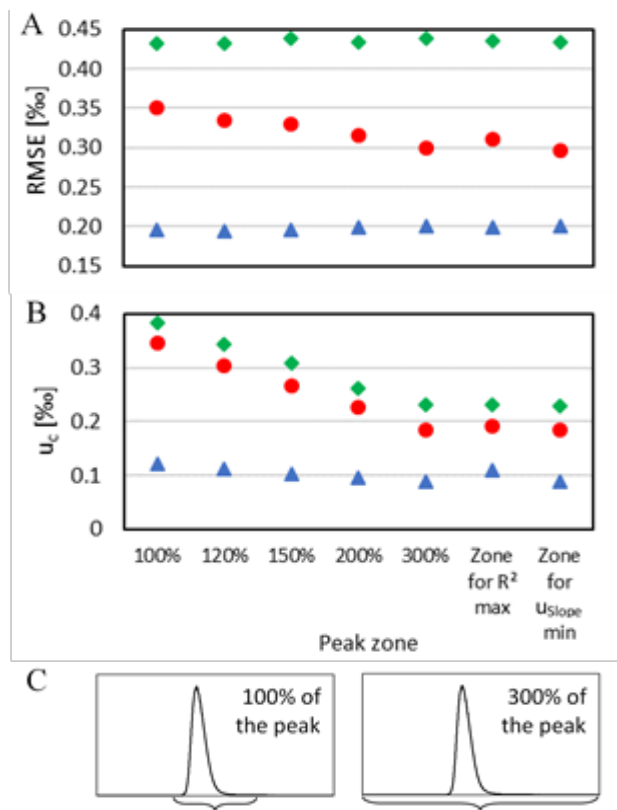 A
RMSE [‰]
0.45
0.40
0.35
0.30
0.25
0.20
0.15
B
u꜀ [‰]
0.4
0.3
0.2
0.1
0
100%
120%
150%
200%
300%
Zone
for R²
max
Zone
for
uSlope
min
Peak zone
C
100% of
the peak
300% of
the peak